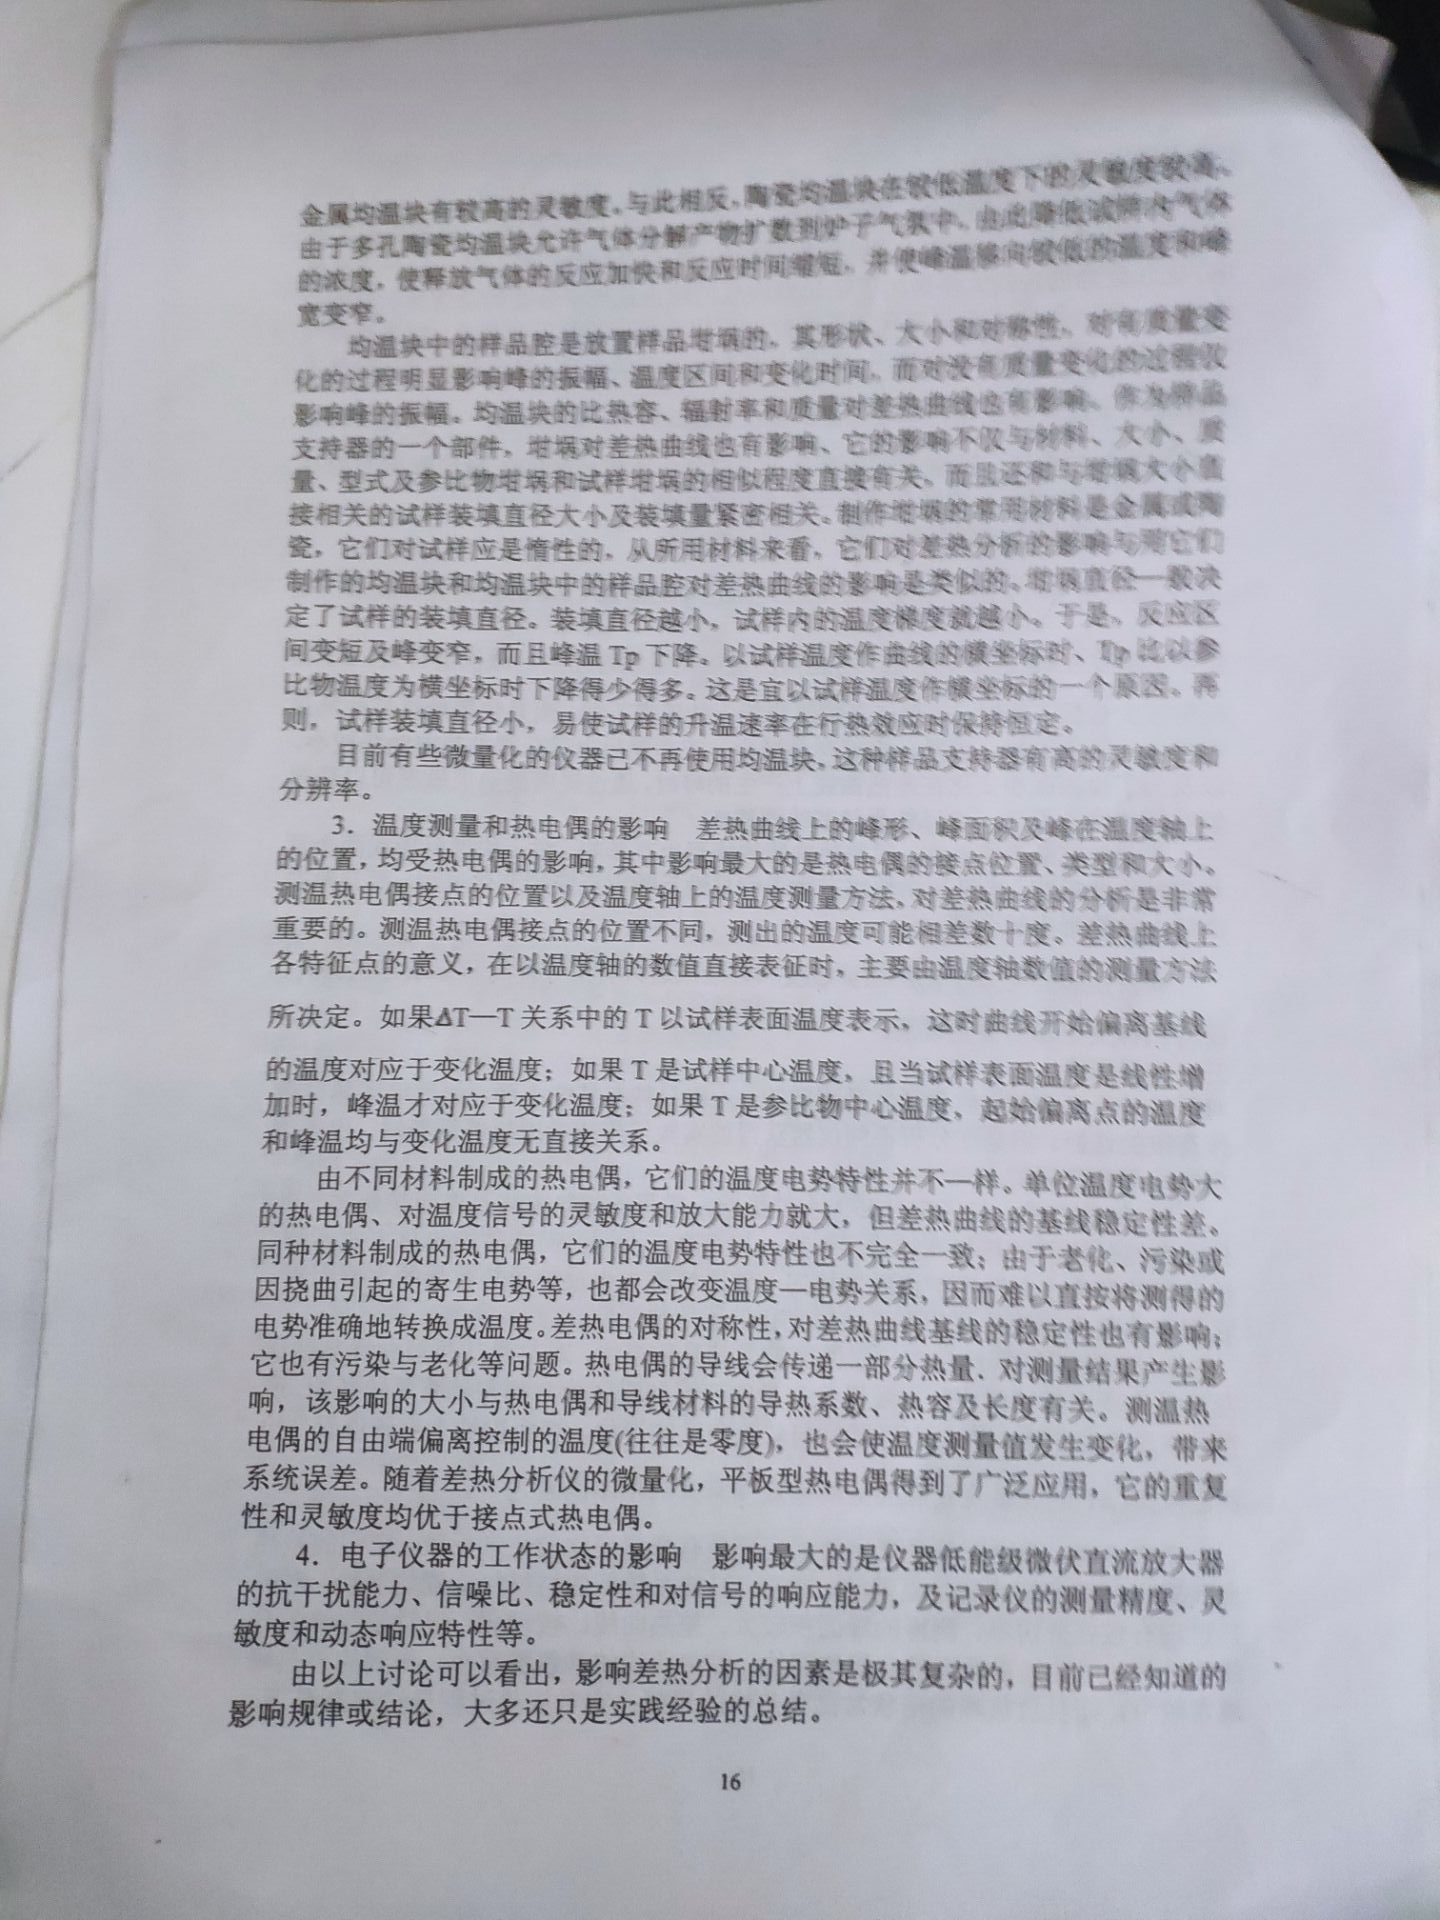 金属均温块有较高的灵敏度。与此相反，陶瓷均温块在较低温度下的灵敏度较高。
由于多孔陶瓷均温块允许气体分解产物扩散到炉子气氛中，由此降低试样内气体
的浓度，使释放气体的反应加快和反应时间缩短，并使峰温移向较低的温度和峰
宽变窄。
均温块中的样品腔是放置样品坩埚的，其形状、大小和对称性，对有质量变
化的过程明显影响峰的振幅、温度区间和变化时间，而对没有质量变化的过程仅
影响峰的振幅。均温块的比热容、辐射率和质量对差热曲线也有影响。作为样品
支持器的一个部件，坩埚对差热曲线也有影响、它的影响不仅与材料、大小、质
量、型式及参比物坩埚和试样坩埚的相似程度直接有关，而且还和与坩埚大小直
接相关的试样装填直径大小及装填量紧密相关。制作坩埚的常用材料是金属或陶
瓷，它们对试样应是惰性的，从所用材料来看，它们对差热分析的影响与用它们
制作的均温块和均温块中的样品腔对差热曲线的影响是类似的。坩埚直径一般决
定了试样的装填直径。装填直径越小，试样内的温度梯度就越小。于是，反应区
间变短及峰变窄，而且峰温 Tp 下降。以试样温度作曲线的横坐标时、Tp 比以参
比物温度为横坐标时下降得少得多。这是宜以试样温度作横坐标的一个原因。再
则，试样装填直径小，易使试样的升温速率在行热效应时保持恒定。
目前有些微量化的仪器已不再使用均温块，这种样品支持器有高的灵敏度和
分辨率。
3．温度测量和热电偶的影响 差热曲线上的峰形、峰面积及峰在温度轴上
的位置，均受热电偶的影响，其中影响最大的是热电偶的接点位置、类型和大小。
测温热电偶接点的位置以及温度轴上的温度测量方法，对差热曲线的分析是非常
重要的。测温热电偶接点的位置不同，测出的温度可能相差数十度。差热曲线上
各特征点的意义，在以温度轴的数值直接表征时，主要由温度轴数值的测量方法
所决定。如果ΔT—T 关系中的 T 以试样表面温度表示，这时曲线开始偏离基线
的温度对应于变化温度；如果 T 是试样中心温度，且当试样表面温度是线性增
加时，峰温才对应于变化温度；如果 T 是参比物中心温度，起始偏离点的温度
和峰温均与变化温度无直接关系。
由不同材料制成的热电偶，它们的温度电势特性并不一样。单位温度电势大
的热电偶、对温度信号的灵敏度和放大能力就大，但差热曲线的基线稳定性差。
同种材料制成的热电偶，它们的温度电势特性也不完全一致；由于老化、污染或
因挠曲引起的寄生电势等，也都会改变温度—电势关系，因而难以直接将测得的
电势准确地转换成温度。差热电偶的对称性，对差热曲线基线的稳定性也有影响；
它也有污染与老化等问题。热电偶的导线会传递一部分热量．对测量结果产生影
响，该影响的大小与热电偶和导线材料的导热系数、热容及长度有关。测温热
电偶的自由端偏离控制的温度(往往是零度)，也会使温度测量值发生变化，带来
系统误差。随着差热分析仪的微量化，平板型热电偶得到了广泛应用，它的重复
性和灵敏度均优于接点式热电偶。
4．电子仪器的工作状态的影响 影响最大的是仪器低能级微伏直流放大器
的抗干扰能力、信噪比、稳定性和对信号的响应能力，及记录仪的测量精度、灵
敏度和动态响应特性等。
由以上讨论可以看出，影响差热分析的因素是极其复杂的，目前已经知道的
影响规律或结论，大多还只是实践经验的总结。
16